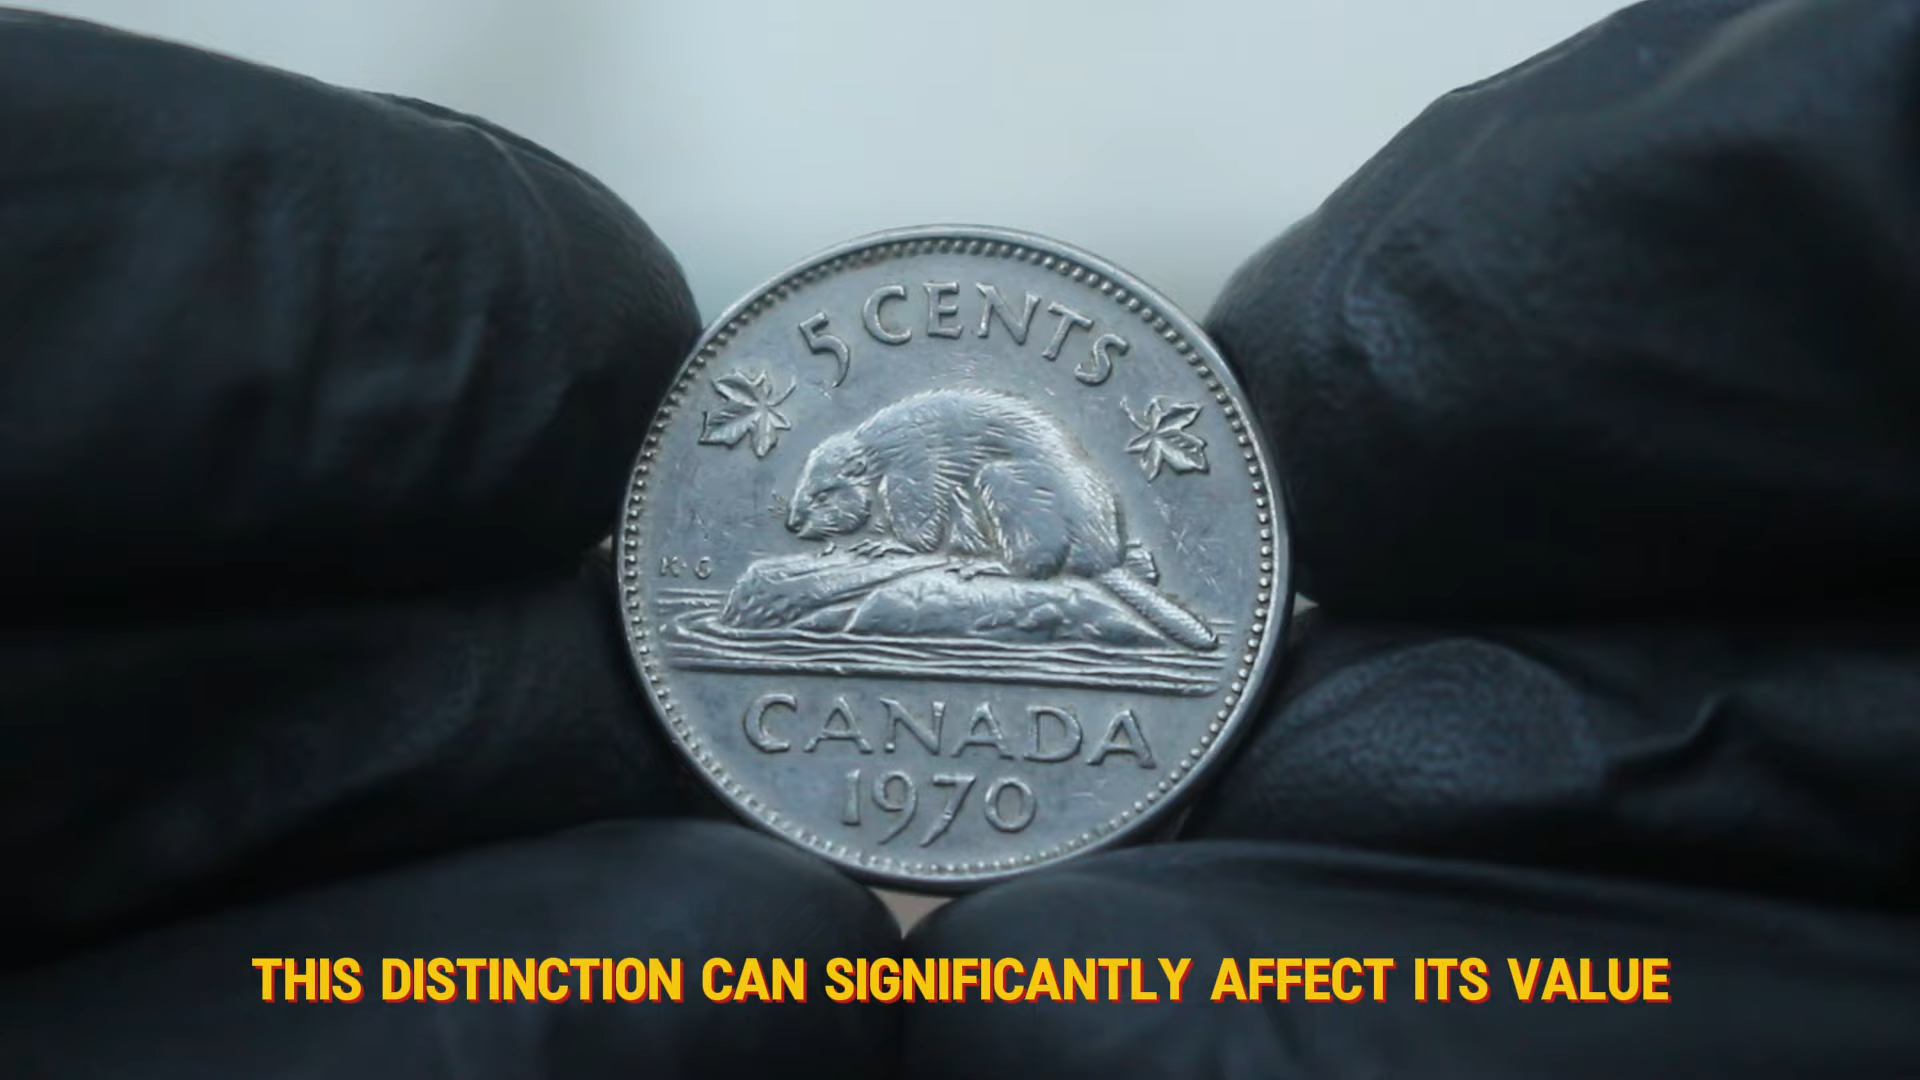 5 CENTS
K·G
CANADA
1970
THIS DISTINCTION CAN SIGNIFICANTLY AFFECT ITS VALUE